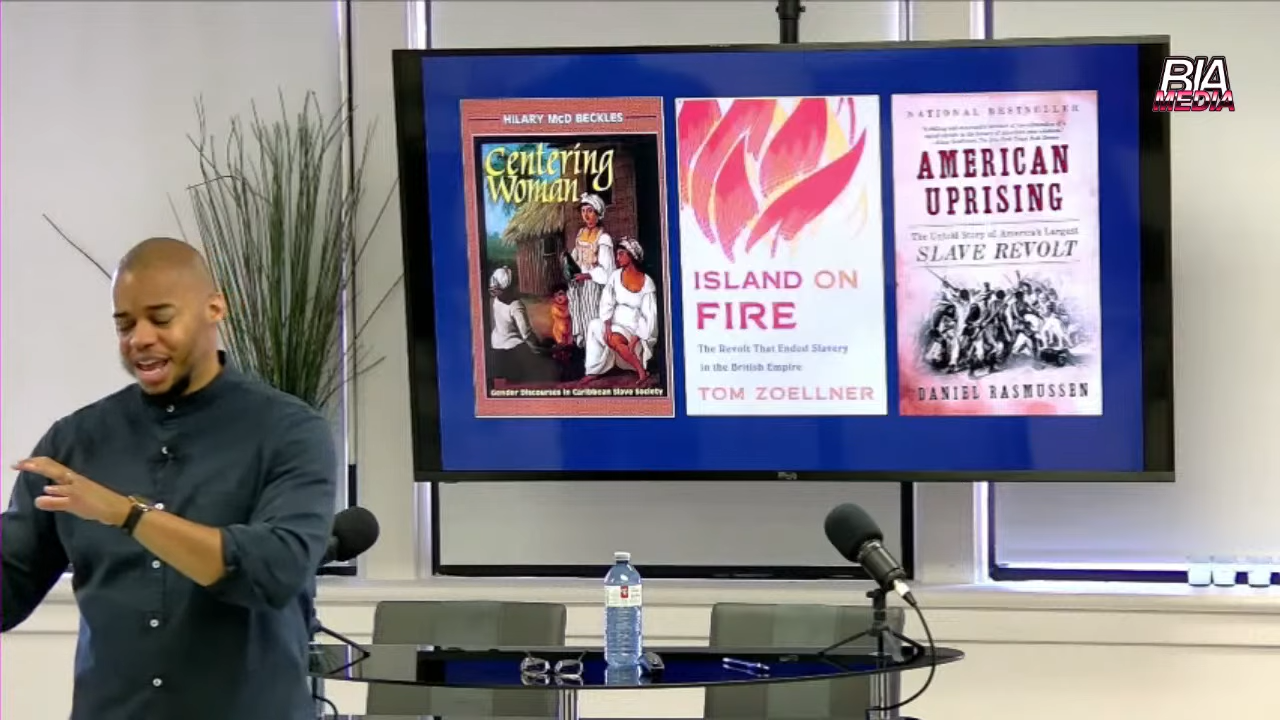 BIA
MEDIA
HILARY McD BECKLES
Centering
Woman
Gender Discourses in Caribbean Slave Society
ISLAND ON
FIRE
The Revolt That Ended Slavery
in the British Empire
TOM ZOELLNER
NATIONAL BESTSELLER
AMERICAN
UPRISING
The Untold Story of America's Largest
SLAVE REVOLT
DANIEL RASMUSSEN